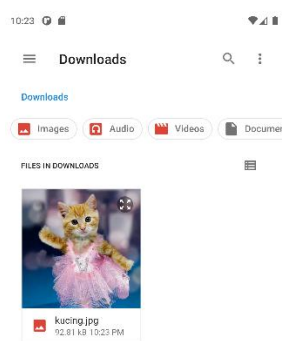 10:23
Downloads
Downloads
Images
Audio
Videos
Documen
FILES IN DOWNLOADS
kucing.jpg
92.81 kB 10:23 PM